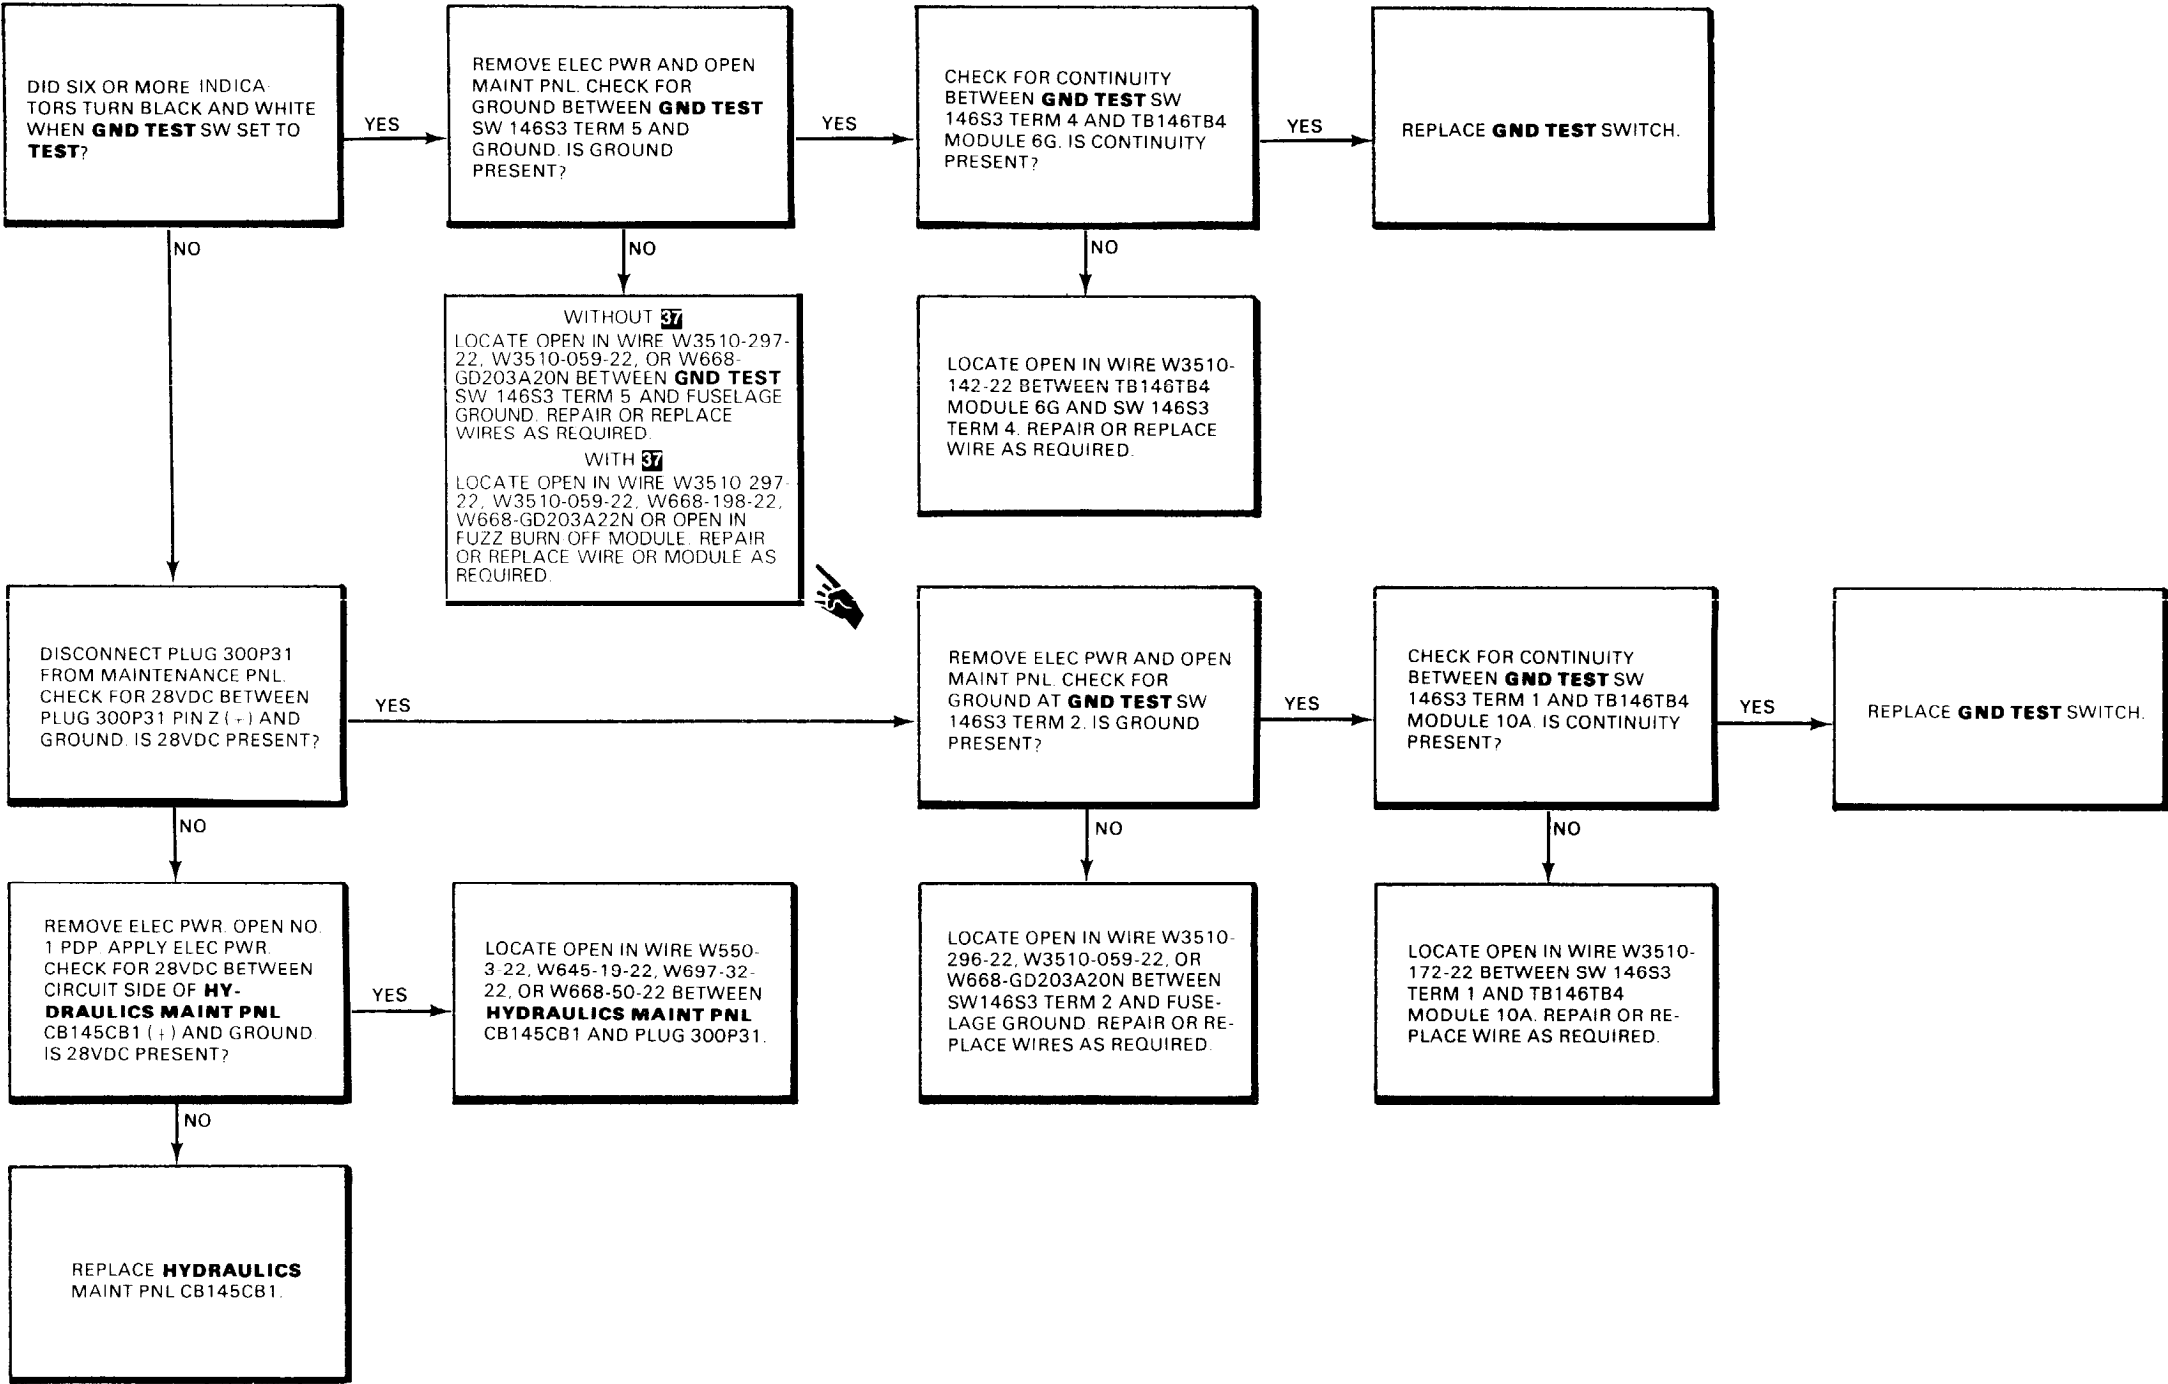 DID SIX OR MORE INDICA-
TORS TURN BLACK AND WHITE
WHEN GND TEST SW SET TO
TEST?
YES
REMOVE ELEC PWR AND OPEN
MAINT PNL. CHECK FOR
GROUND BETWEEN GND TEST
SW 146S3 TERM 5 AND
GROUND. IS GROUND
PRESENT?
YES
CHECK FOR CONTINUITY
BETWEEN GND TEST SW
146S3 TERM 4 AND TB146TB4
MODULE 6G. IS CONTINUITY
PRESENT?
YES
REPLACE GND TEST SWITCH.
NO
NO
NO
WITHOUT 37
LOCATE OPEN IN WIRE W3510-297-
22, W3510-059-22, OR W668-
GD203A20N BETWEEN GND TEST
SW 146S3 TERM 5 AND FUSELAGE
GROUND. REPAIR OR REPLACE
WIRES AS REQUIRED.
WITH 37
LOCATE OPEN IN WIRE W3510 297-
22, W3510-059-22, W668-198-22,
W668-GD203A22N OR OPEN IN
FUZZ BURN-OFF MODULE. REPAIR
OR REPLACE WIRE OR MODULE AS
REQUIRED.
LOCATE OPEN IN WIRE W3510-
142-22 BETWEEN TB146TB4
MODULE 6G AND SW 146S3
TERM 4. REPAIR OR REPLACE
WIRE AS REQUIRED.
DISCONNECT PLUG 300P31
FROM MAINTENANCE PNL.
CHECK FOR 28VDC BETWEEN
PLUG 300P31 PIN Z (+) AND
GROUND. IS 28VDC PRESENT?
YES
REMOVE ELEC PWR AND OPEN
MAINT PNL. CHECK FOR
GROUND AT GND TEST SW
146S3 TERM 2. IS GROUND
PRESENT?
YES
CHECK FOR CONTINUITY
BETWEEN GND TEST SW
146S3 TERM 1 AND TB146TB4
MODULE 10A. IS CONTINUITY
PRESENT?
YES
REPLACE GND TEST SWITCH.
NO
NO
NO
REMOVE ELEC PWR. OPEN NO.
1 PDP. APPLY ELEC PWR.
CHECK FOR 28VDC BETWEEN
CIRCUIT SIDE OF HY-
DRAULICS MAINT PNL
CB145CB1 (+) AND GROUND.
IS 28VDC PRESENT?
YES
LOCATE OPEN IN WIRE W550-
3-22, W645-19-22, W697-32-
22, OR W668-50-22 BETWEEN
HYDRAULICS MAINT PNL
CB145CB1 AND PLUG 300P31.
LOCATE OPEN IN WIRE W3510-
296-22, W3510-059-22, OR
W668-GD203A20N BETWEEN
SW146S3 TERM 2 AND FUSE-
LAGE GROUND. REPAIR OR RE-
PLACE WIRES AS REQUIRED.
LOCATE OPEN IN WIRE W3510-
172-22 BETWEEN SW 146S3
TERM 1 AND TB146TB4
MODULE 10A. REPAIR OR RE-
PLACE WIRE AS REQUIRED.
NO
REPLACE HYDRAULICS
MAINT PNL CB145CB1.